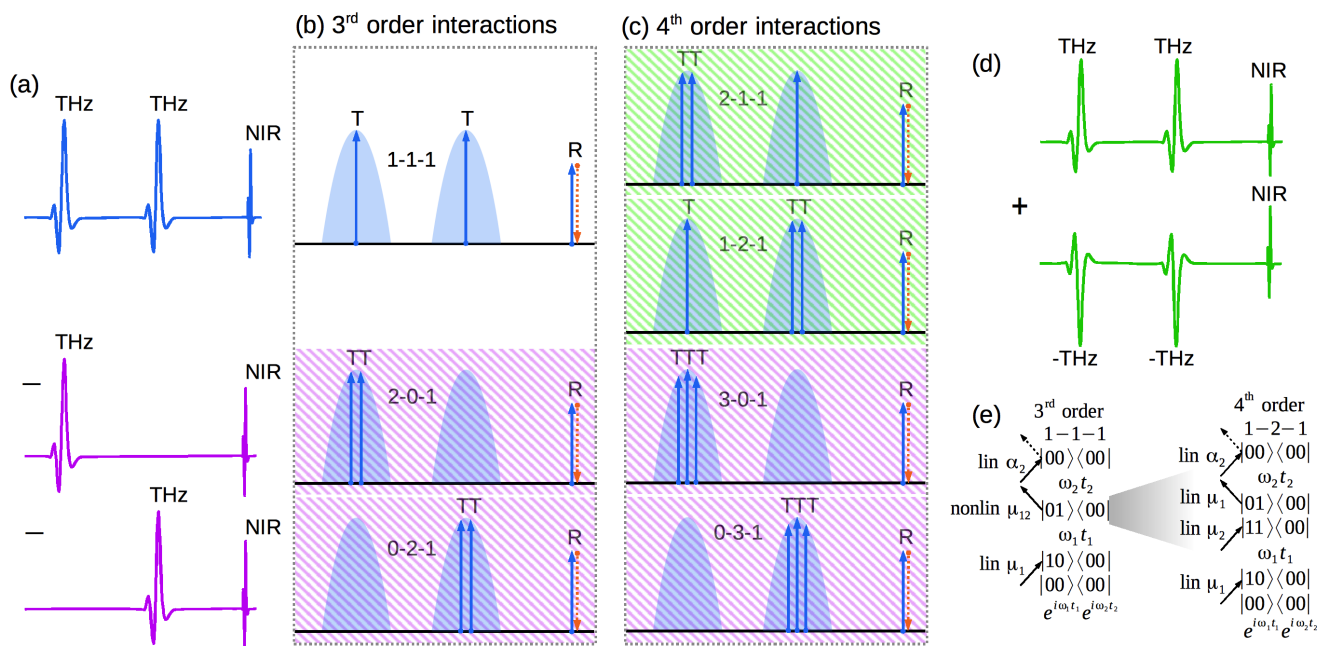 (a)
THz
THz
NIR
—
THz
NIR
—
THz
NIR
(b) 3rd order interactions
T
T
1-1-1
R
TT
2-0-1
R
TT
0-2-1
R
(c) 4th order interactions
TT
2-1-1
R
T
TT
1-2-1
R
TTT
3-0-1
R
TTT
0-3-1
R
(d)
THz
THz
NIR
+
NIR
-THz
-THz
(e)
3rd order
1−1−1
lin α2 |00⟩⟨00|
ω2t2
nonlin μ12 |01⟩⟨00|
ω1t1
lin μ1 |10⟩⟨00|
|00⟩⟨00|
e^{iω1t1}e^{iω2t2}
4th order
1−2−1
lin α2 |00⟩⟨00|
ω2t2
lin μ1 |01⟩⟨00|
lin μ2 |11⟩⟨00|
ω1t1
lin μ1 |10⟩⟨00|
|00⟩⟨00|
e^{iω1t1}e^{iω2t2}